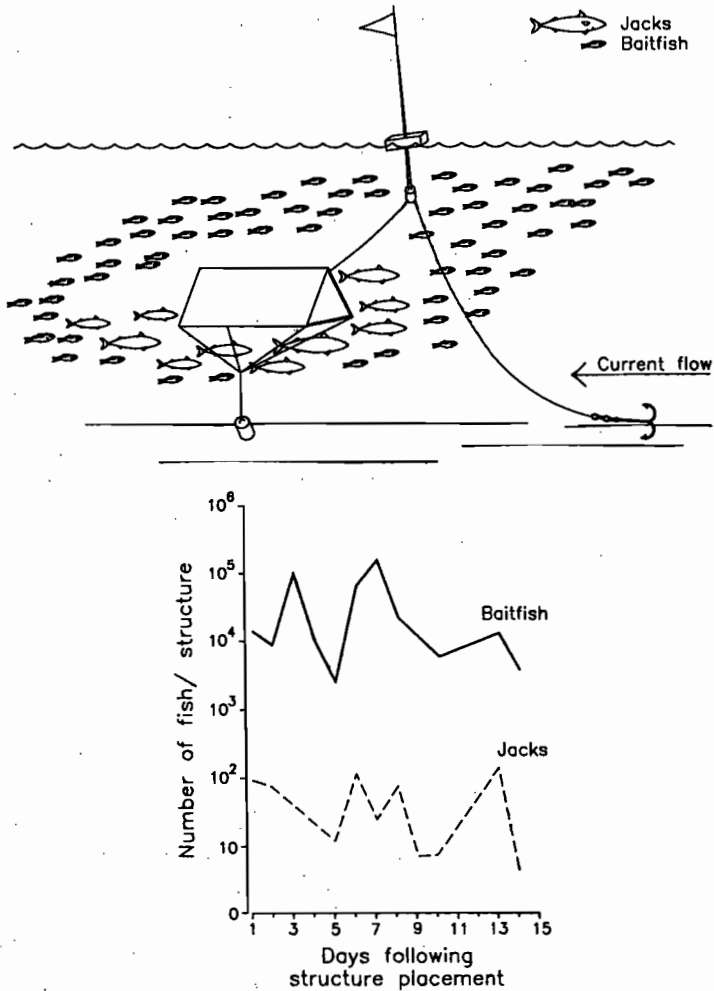 Jacks
Baitfish
Current flow
10^6
10^5
10^4
10^3
10^2
10
0
Number of fish/ structure
Baitfish
Jacks
1 3 5 7 9 11 13 15
Days following
structure placement